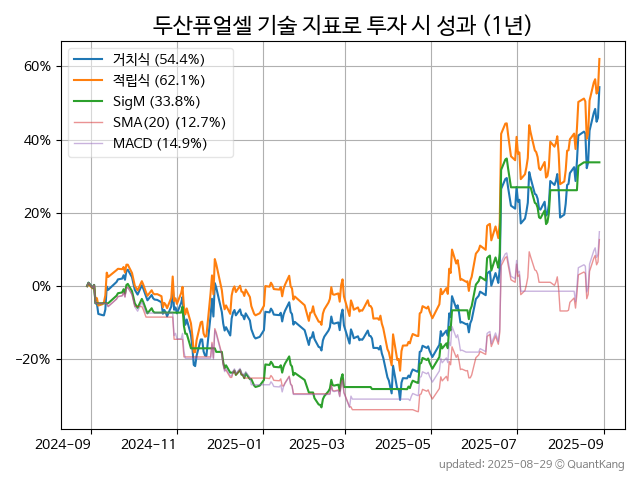 두산퓨얼셀 기술 지표로 투자 시 성과 (1년)
거치식 (54.4%)
적립식 (62.1%)
SigM (33.8%)
SMA(20) (12.7%)
MACD (14.9%)
60%
40%
20%
0%
−20%
2024-09 2024-11 2025-01 2025-03 2025-05 2025-07 2025-09
updated: 2025-08-29 © QuantKang